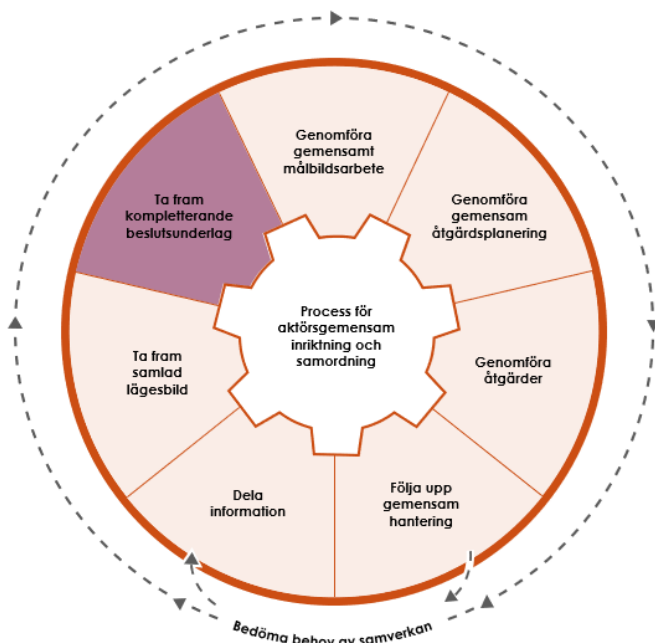 Genomföra
gemensamt
målbildsarbete
Genomföra
gemensam
åtgärdsplanering
Genomföra
åtgärder
Följa upp
gemensam
hantering
Dela
information
Ta fram
samlad
lägesbild
Ta fram
kompletterande
beslutsunderlag
Process för
aktörsgemensam
inriktning och
samordning
Bedöma behov av samverkan